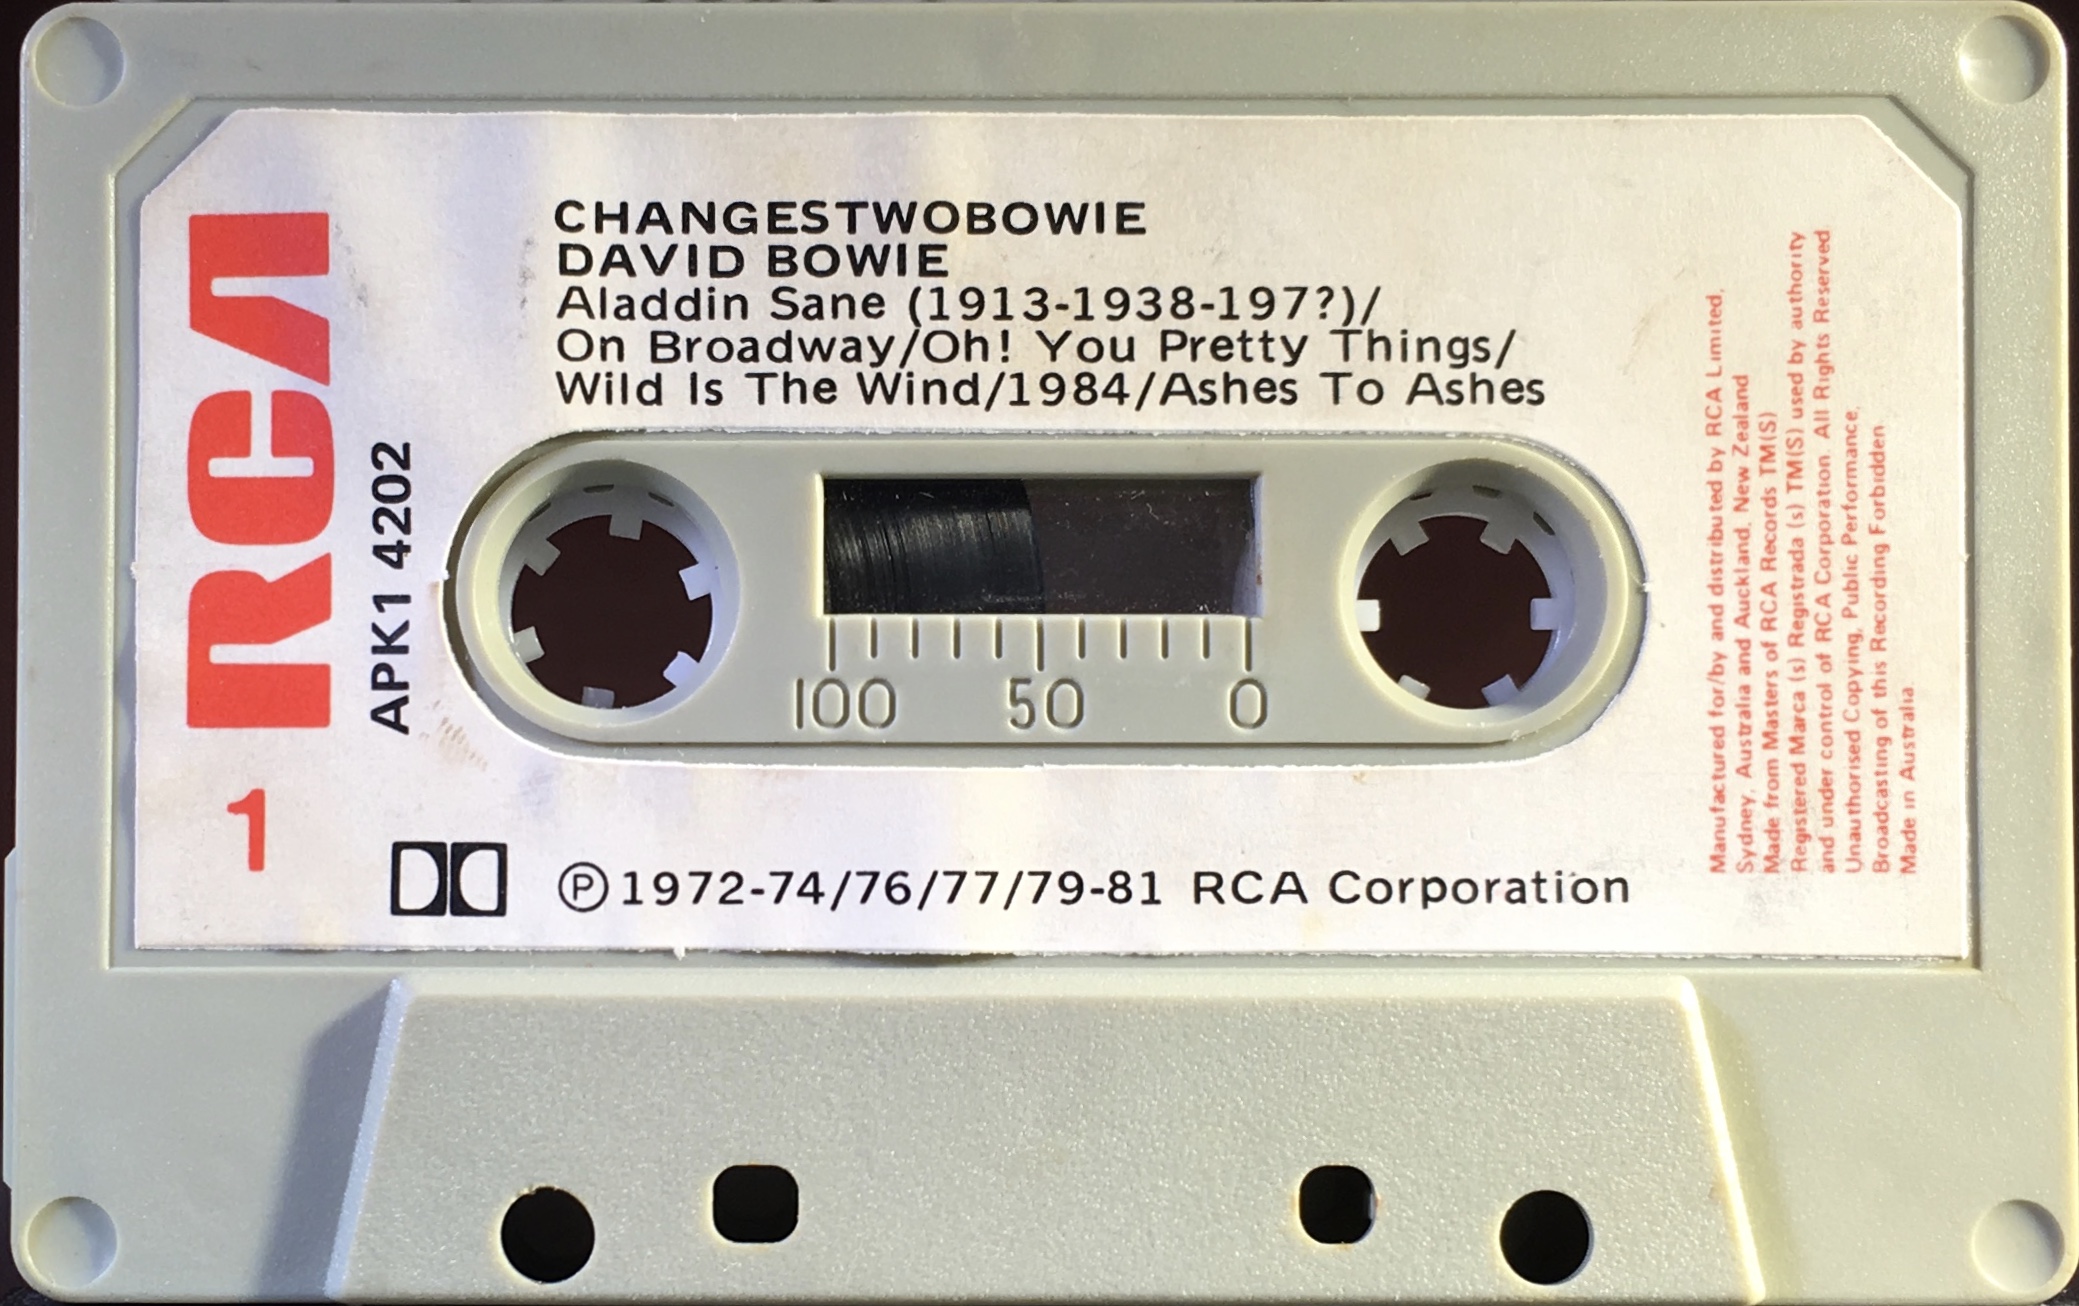 CHANGESTWOBOWIE
DAVID BOWIE
Aladdin Sane (1913-1938-197?)/
On Broadway/Oh! You Pretty Things/
Wild Is The Wind/1984/Ashes To Ashes
RCA
1
APK1 4202
100 50 0
Ⓟ1972-74/76/77/79-81 RCA Corporation
Manufactured for/by and distributed by RCA Limited,
Sydney, Australia and Auckland, New Zealand
Made from Masters of RCA Records TM(S)
Registered Marca (s) Registrada (s) TM(S) used by authority
and under control of RCA Corporation. All Rights Reserved
Unauthorised Copying, Public Performance,
Broadcasting of this Recording Forbidden
Made in Australia